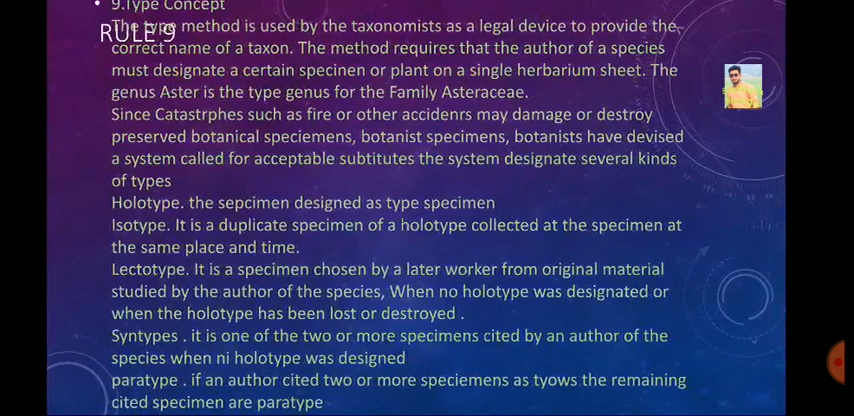 • 9.Type Concept
RULE 9
The type method is used by the taxonomists as a legal device to provide the
correct name of a taxon. The method requires that the author of a species
must designate a certain specinen or plant on a single herbarium sheet. The
genus Aster is the type genus for the Family Asteraceae.
Since Catastrphes such as fire or other accidenrs may damage or destroy
preserved botanical speciemens, botanist specimens, botanists have devised
a system called for acceptable subtitutes the system designate several kinds
of types
Holotype. the sepcimen designed as type specimen
Isotype. It is a duplicate specimen of a holotype collected at the specimen at
the same place and time.
Lectotype. It is a specimen chosen by a later worker from original material
studied by the author of the species, When no holotype was designated or
when the holotype has been lost or destroyed .
Syntypes . it is one of the two or more specimens cited by an author of the
species when ni holotype was designed
paratype . if an author cited two or more speciemens as tyows the remaining
cited specimen are paratype